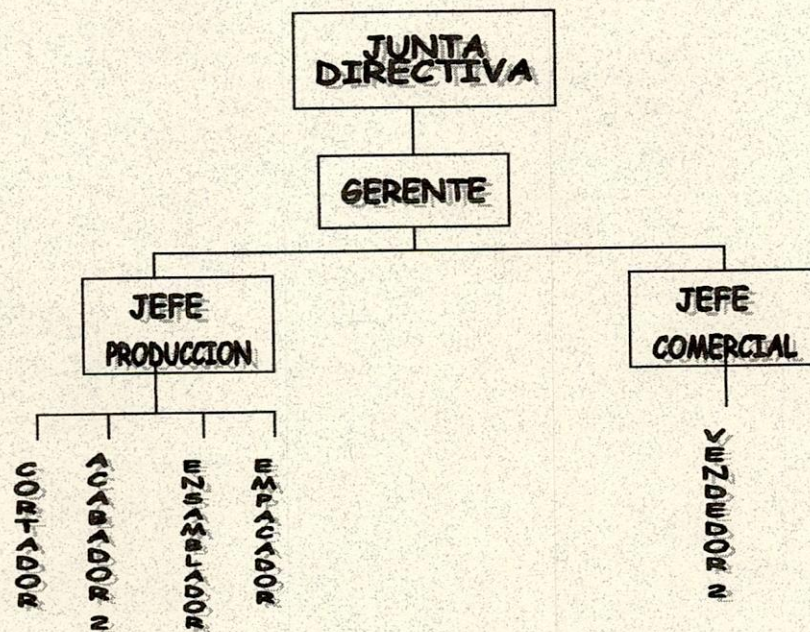 JUNTA
DIRECTIVA
GERENTE
JEFE
PRODUCCION
JEFE
COMERCIAL
CORTADOR
ACABADOR 2
ENSAMBLADOR
EMPACADOR
VENDEDOR 2